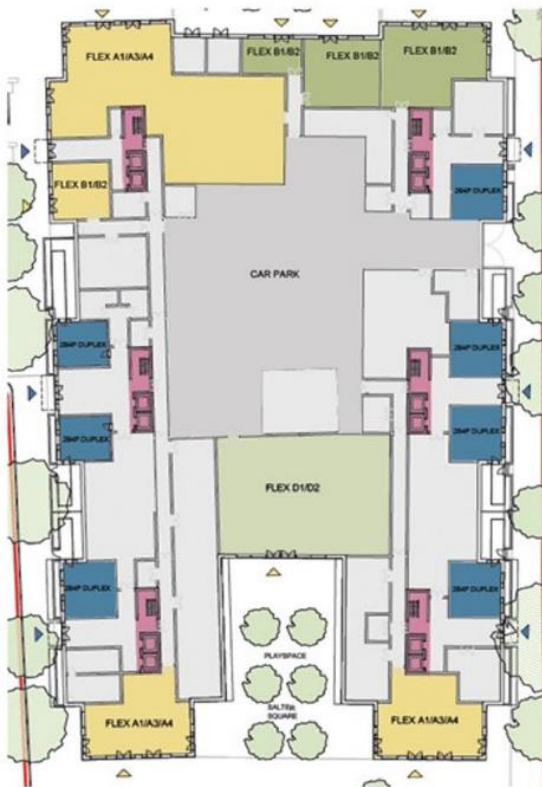 FLEX A1/A3/A4
FLEX B1/B2
FLEX B1/B2
FLEX B1/B2
FLEX B1/B2
2B4P DUPLEX
CAR PARK
2B4P DUPLEX
2B4P DUPLEX
2B4P DUPLEX
2B4P DUPLEX
FLEX D1/D2
2B4P DUPLEX
2B4P DUPLEX
PLAYSPACE
SALTER
SQUARE
FLEX A1/A3/A4
FLEX A1/A3/A4